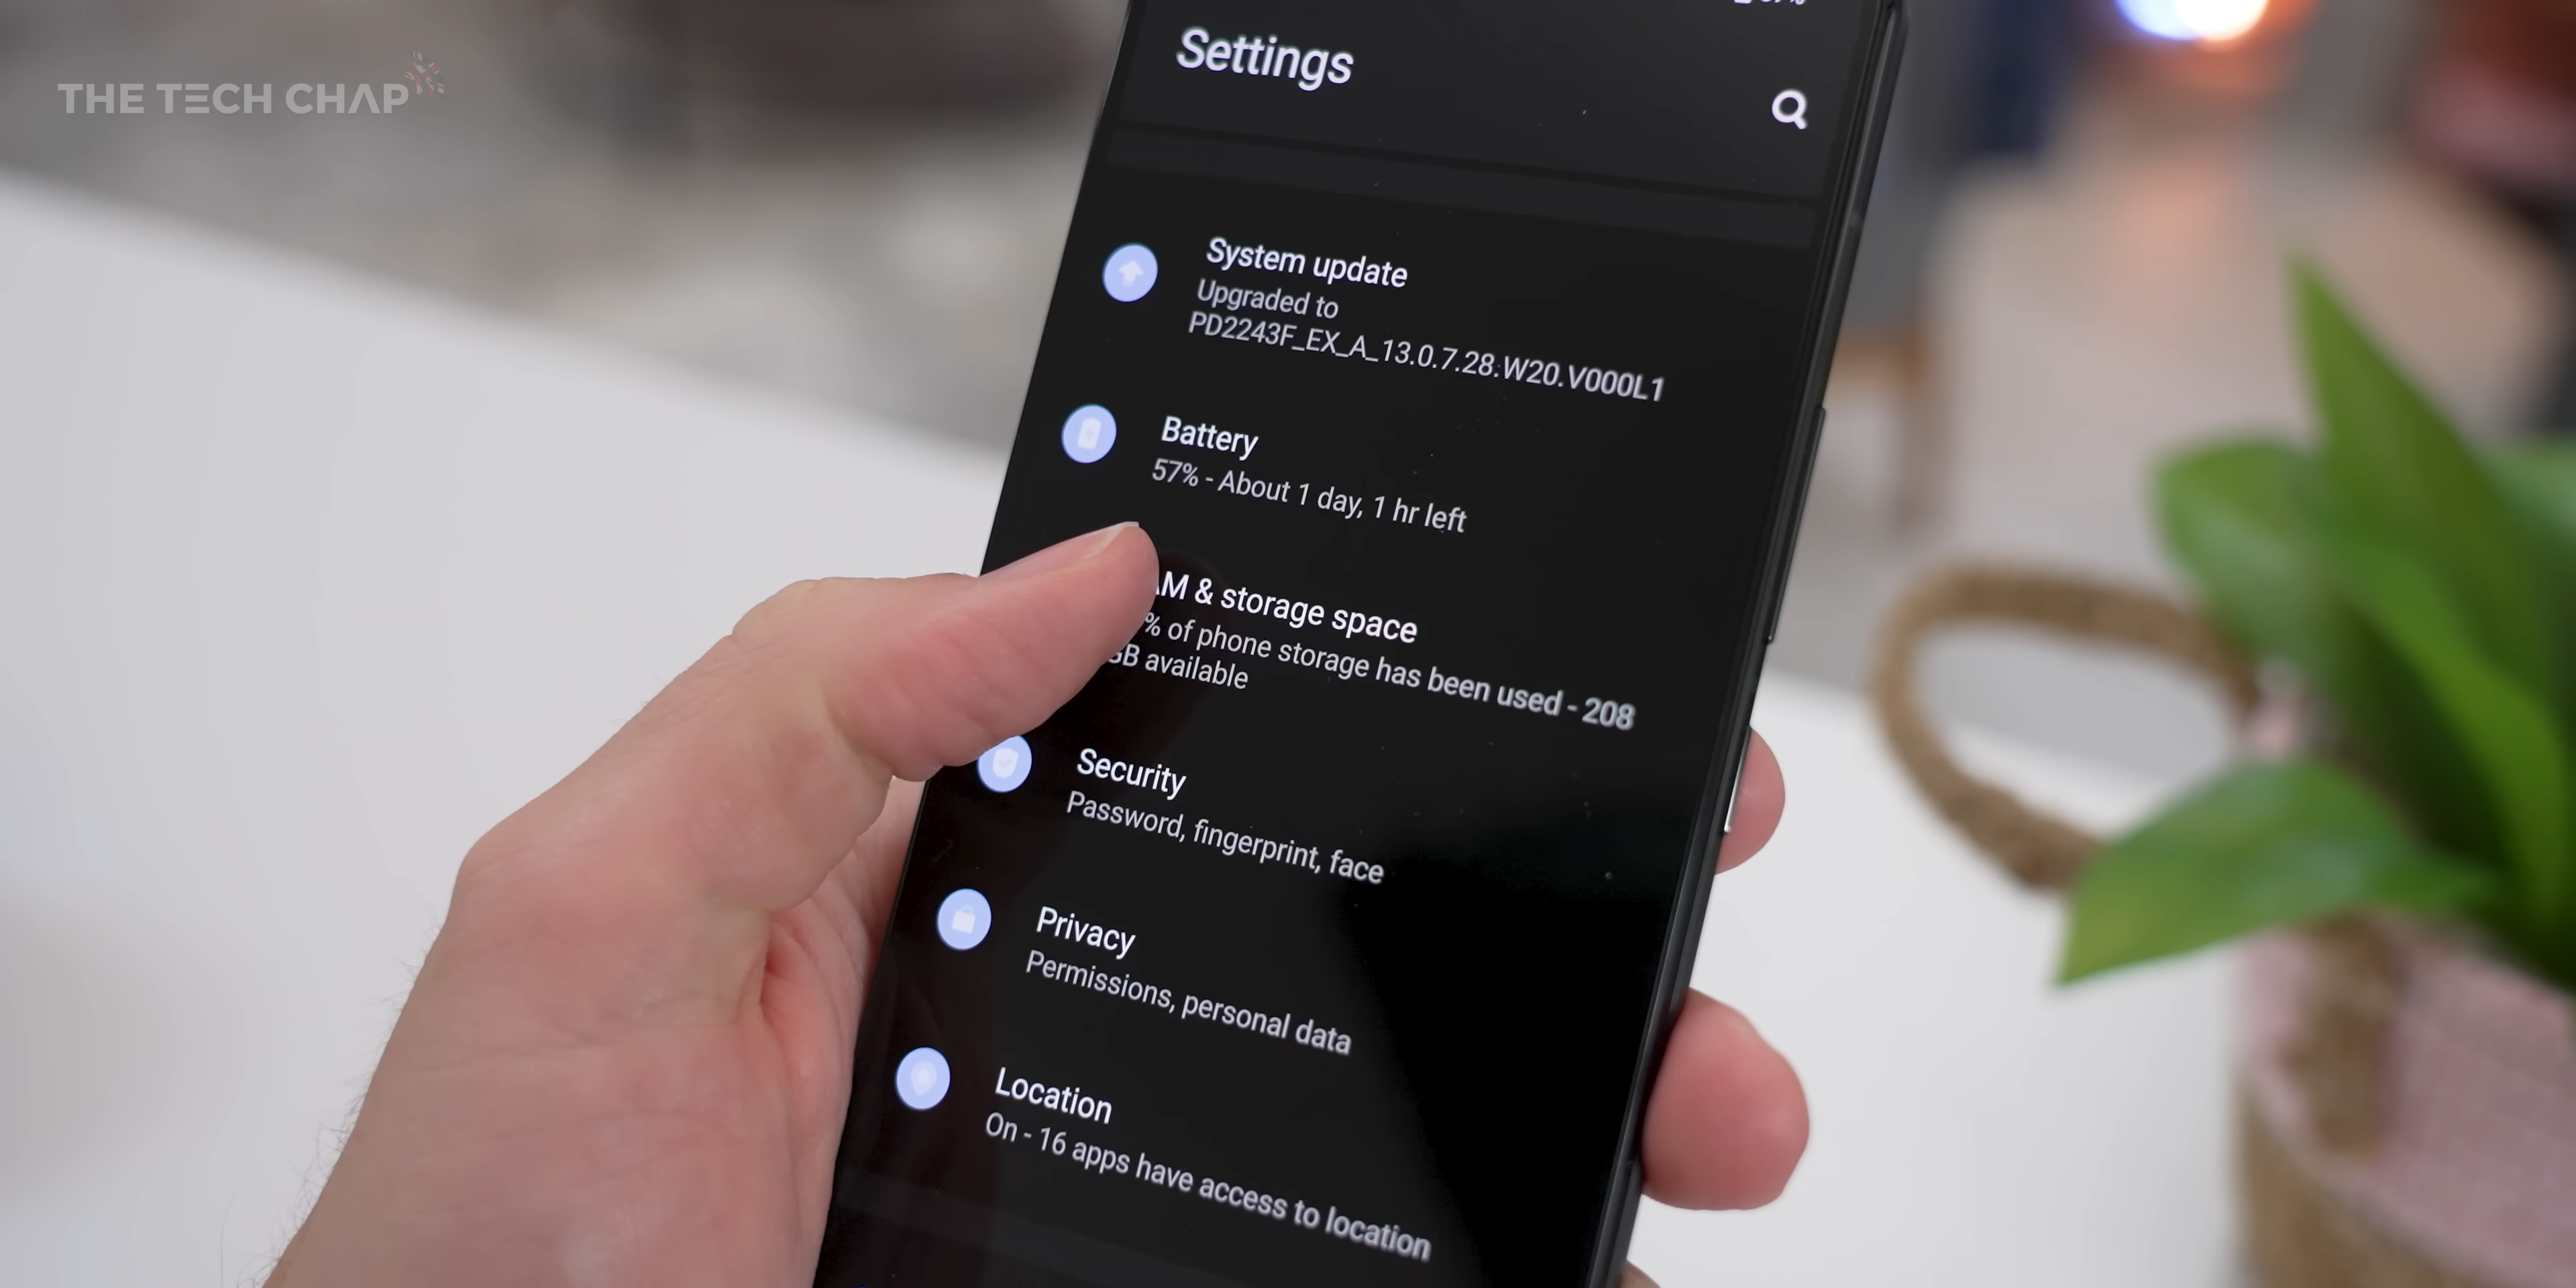 THE TECH CHAP
Settings
System update
Upgraded to
PD2243F_EX_A_13.0.7.28.W20.V000L1
Battery
57% - About 1 day, 1 hr left
& storage space
% of phone storage has been used - 208
GB available
Security
Password, fingerprint, face
Privacy
Permissions, personal data
Location
On - 16 apps have access to location